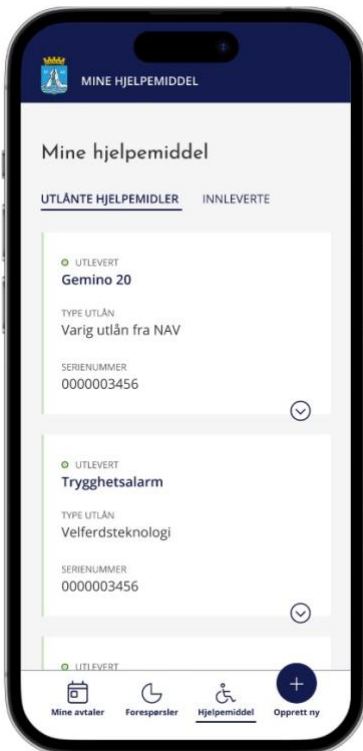 MINE HJELPEMIDDEL
Mine hjelpemiddel
UTLÅNTE HJELPEMIDLER INNLEVERTE
UTLEVERT
Gemino 20
TYPE UTLÅN
Varig utlån fra NAV
SERIENUMMER
0000003456
UTLEVERT
Trygghetsalarm
TYPE UTLÅN
Velferdsteknologi
SERIENUMMER
0000003456
UTLEVERT
Mine avtaler Forespørsler Hjelpemiddel Opprett ny